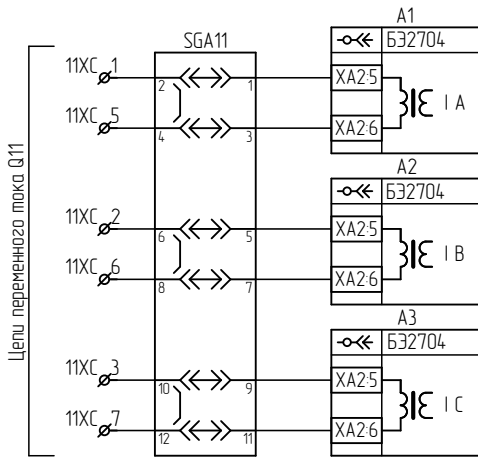 A1
SGA11
БЭ2704
11XC 1
2
1
XA2:5
I A
11XC 5
4
3
XA2:6
A2
БЭ2704
11XC 2
6
5
XA2:5
I B
11XC 6
8
7
XA2:6
A3
БЭ2704
11XC 3
10
9
XA2:5
I C
11XC 7
12
11
XA2:6
Цепи переменного тока Q11